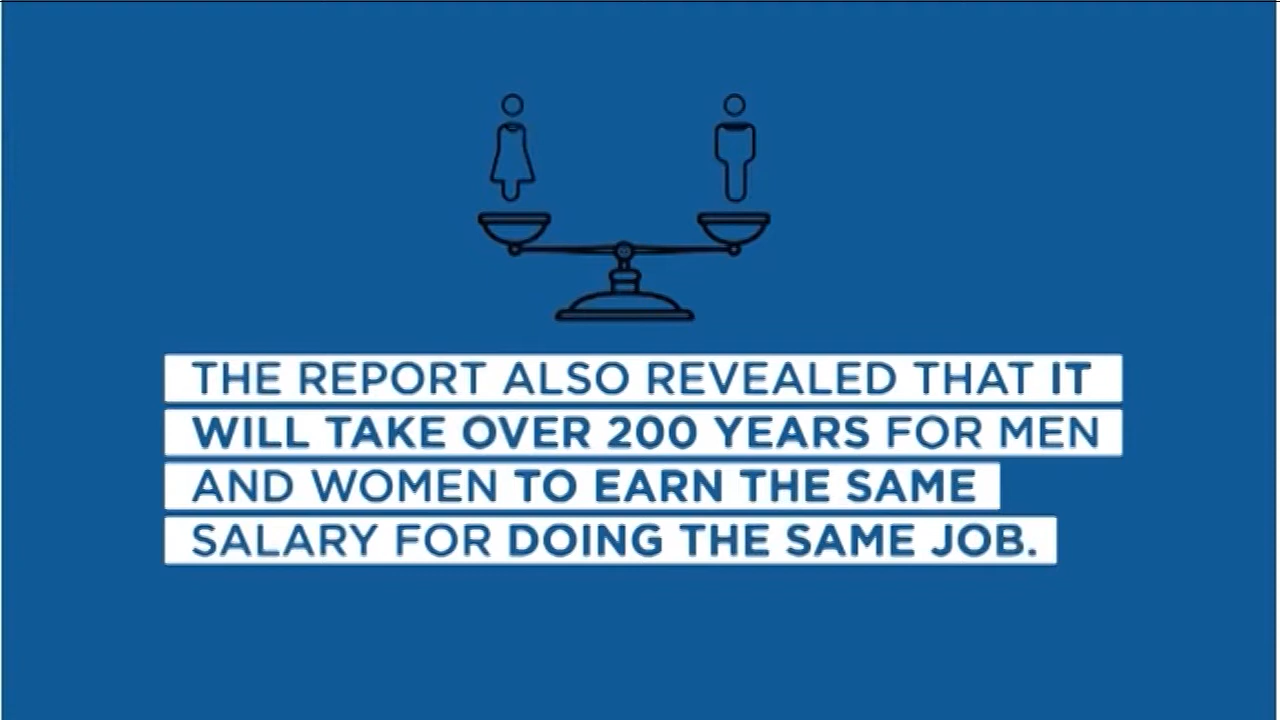 THE REPORT ALSO REVEALED THAT IT
WILL TAKE OVER 200 YEARS FOR MEN
AND WOMEN TO EARN THE SAME
SALARY FOR DOING THE SAME JOB.